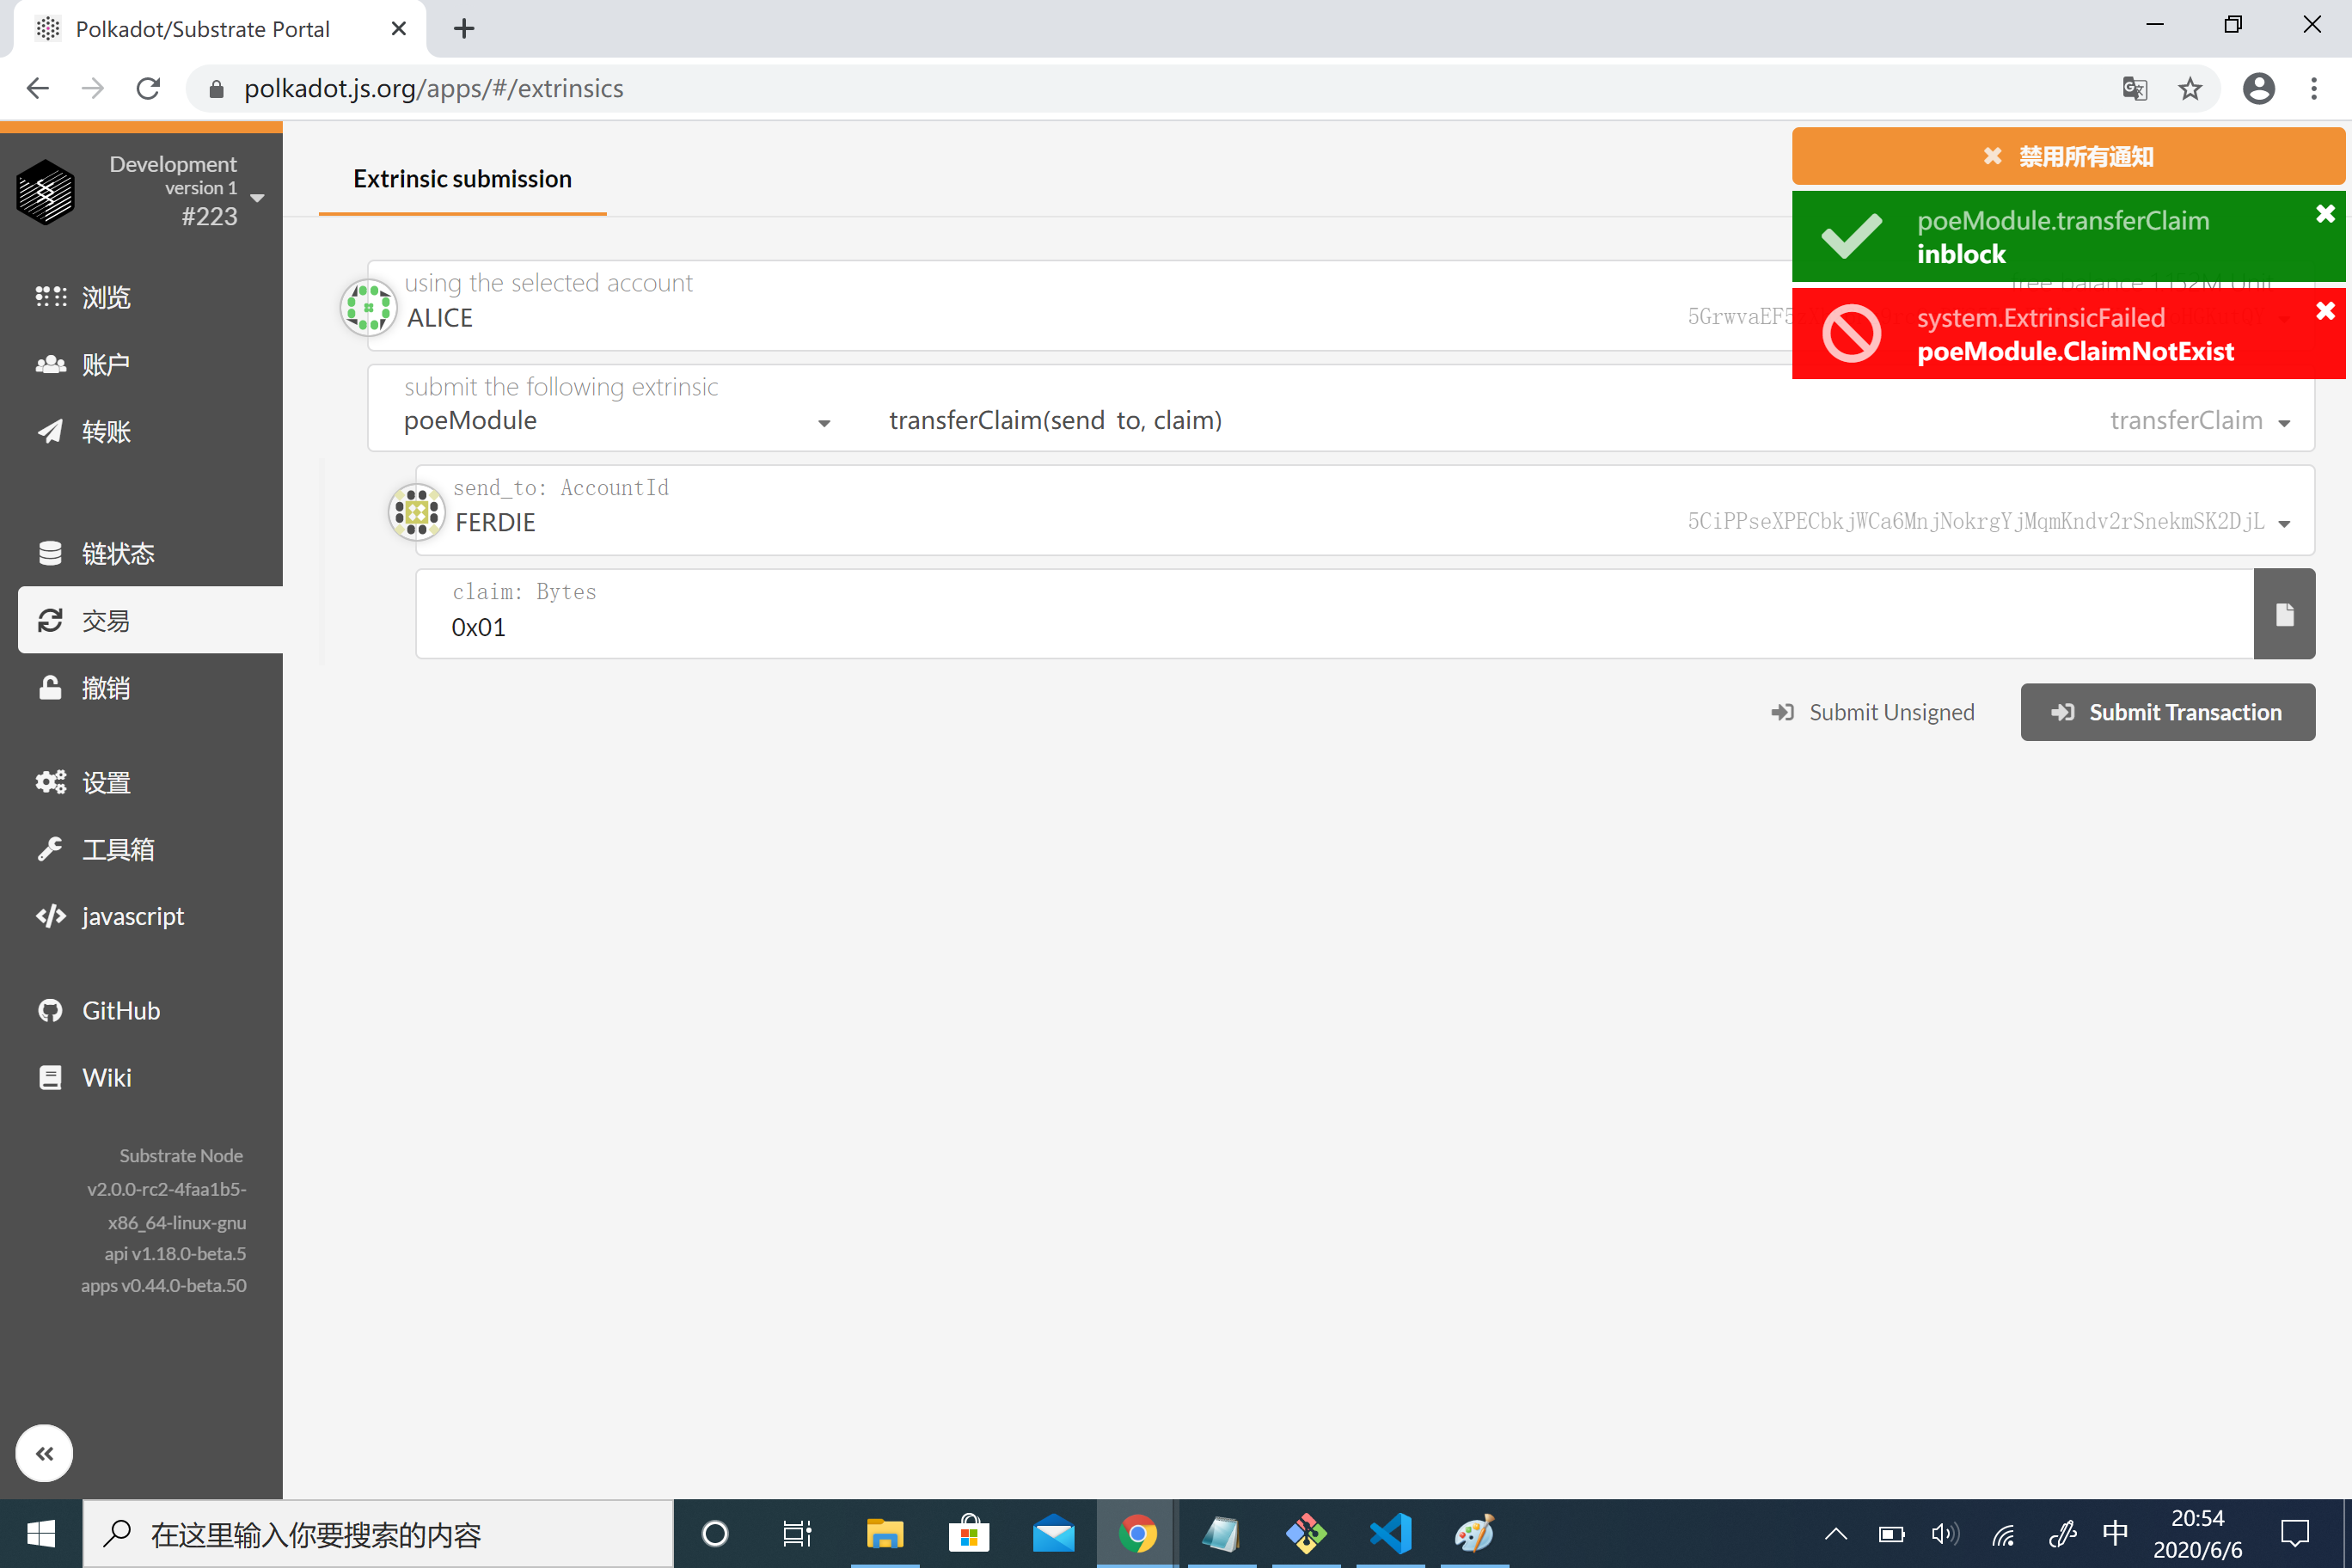 Polkadot/Substrate Portal
polkadot.js.org/apps/#/extrinsics
Development
version 1
#223
浏览
账户
转账
链状态
交易
撤销
设置
工具箱
javascript
GitHub
Wiki
Substrate Node
v2.0.0-rc2-4faa1b5-
x86_64-linux-gnu
api v1.18.0-beta.5
apps v0.44.0-beta.50
Extrinsic submission
禁用所有通知
poeModule.transferClaim
inblock
system.ExtrinsicFailed
poeModule.ClaimNotExist
using the selected account
ALICE
5GrwvaEF5
submit the following extrinsic
poeModule
transferClaim(send to, claim)
transferClaim
send_to: AccountId
FERDIE
5CiPPseXPECbkjWCa6MnjNokrgYjMqmKndv2rSnekmSK2DjL
claim: Bytes
0x01
Submit Unsigned
Submit Transaction
在这里输入你要搜索的内容
中
20:54
2020/6/6